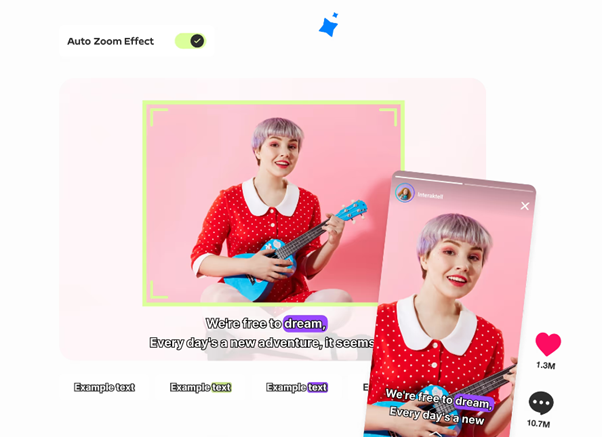 Auto Zoom Effect
We're free to dream,
Every day's a new adventure, it seems
Example text
Example text
Example text
Interakted
We're free to dream,
Every day's a new
1.3M
10.7M